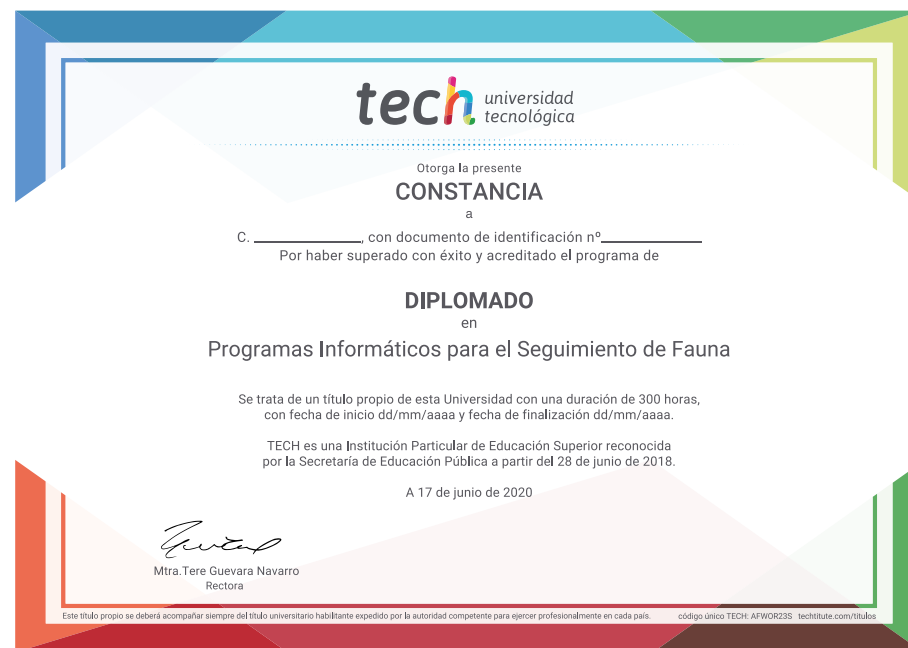 tech universidad
tecnológica
Otorga la presente
CONSTANCIA
a
C. ____________, con documento de identificación nº____________
Por haber superado con éxito y acreditado el programa de
DIPLOMADO
en
Programas Informáticos para el Seguimiento de Fauna
Se trata de un título propio de esta Universidad con una duración de 300 horas,
con fecha de inicio dd/mm/aaaa y fecha de finalización dd/mm/aaaa.
TECH es una Institución Particular de Educación Superior reconocida
por la Secretaría de Educación Pública a partir del 28 de junio de 2018.
A 17 de junio de 2020
Mtra.Tere Guevara Navarro
Rectora
Este título propio se deberá acompañar siempre del título universitario habilitante expedido por la autoridad competente para ejercer profesionalmente en cada país. código único TECH: AFWOR23S techtitute.com/titulos